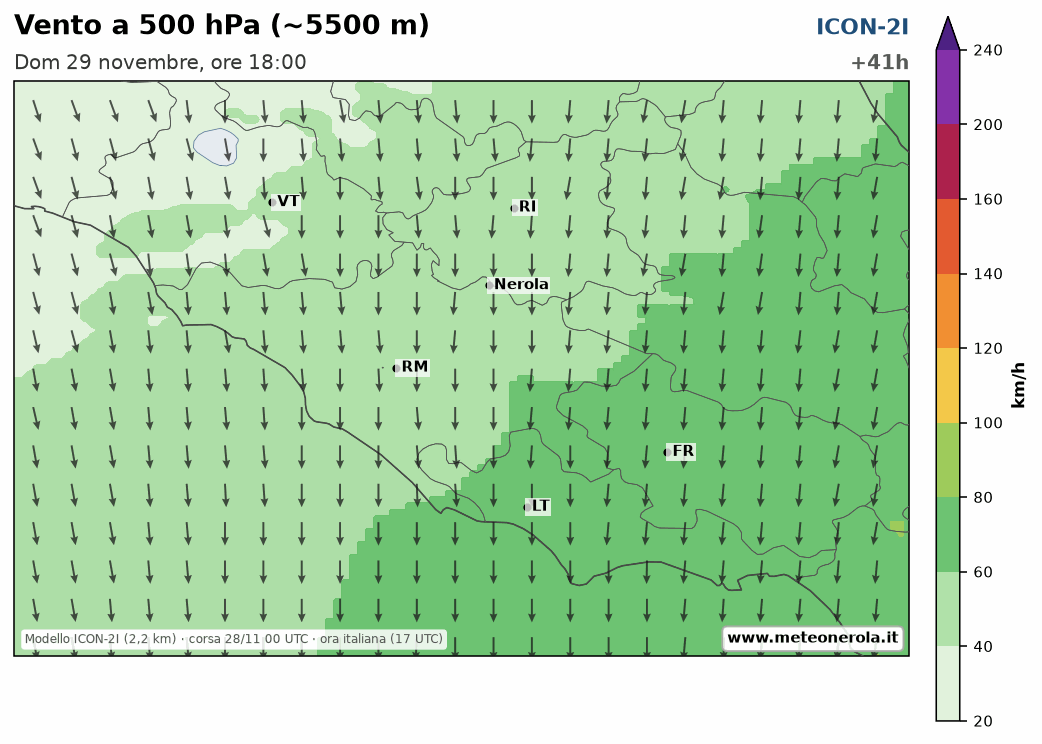 Vento a 500 hPa (~5500 m)
ICON-2I
Dom 29 novembre, ore 18:00
+41h
VT
RI
Nerola
RM
FR
LT
Modello ICON-2I (2,2 km) · corsa 28/11 00 UTC · ora italiana (17 UTC)
www.meteonerola.it
240
200
160
140
120
100
80
60
40
20
km/h